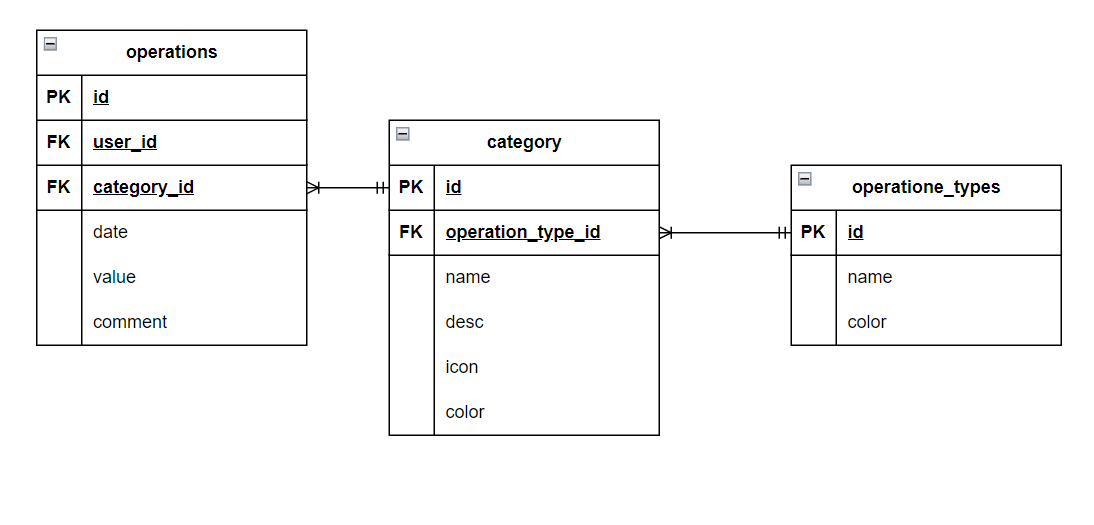 operations
PK id
FK user_id
FK category_id
date
value
comment
category
PK id
FK operation_type_id
name
desc
icon
color
operatione_types
PK id
name
color